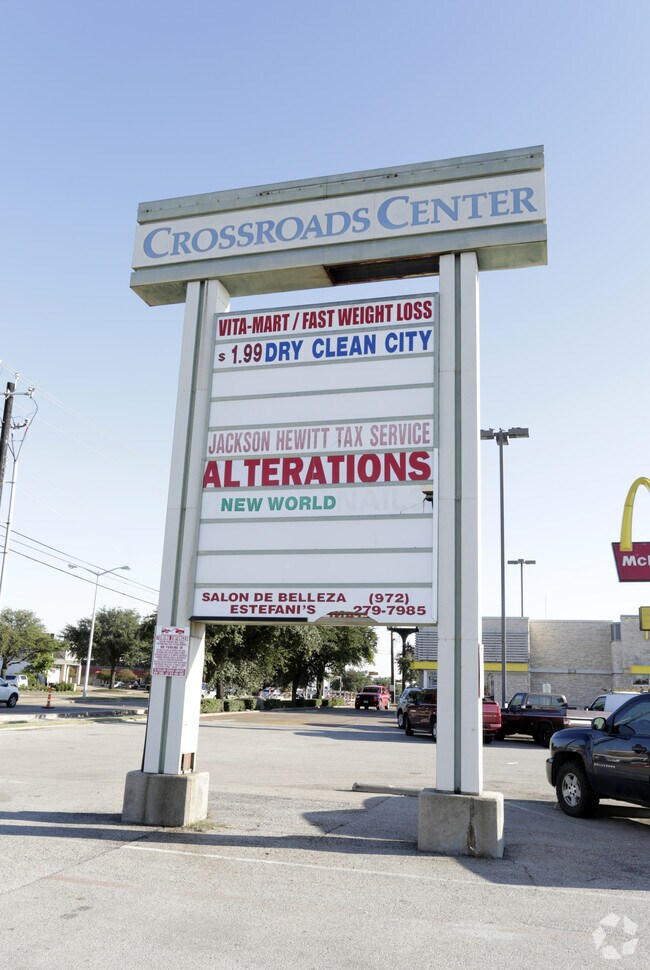 CROSSROADS CENTER
VITA-MART / FAST WEIGHT LOSS
$ 1.99 DRY CLEAN CITY
JACKSON HEWITT TAX SERVICE
ALTERATIONS
NEW WORLD NAIL
SALON DE BELLEZA (972)
ESTEFANI'S 279-7985
McD